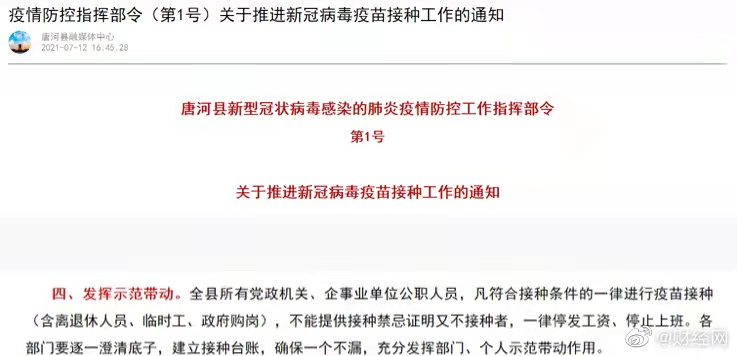 疫情防控指挥部令（第1号）关于推进新冠病毒疫苗接种工作的通知
唐河县融媒体中心
2021-07-12 16.45.28
唐河县新型冠状病毒感染的肺炎疫情防控工作指挥部令
第1号
关于推进新冠病毒疫苗接种工作的通知
四、发挥示范带动。全县所有党政机关、企事业单位公职人员，凡符合接种条件的一律进行疫苗接种
（含离退休人员、临时工、政府购岗），不能提供接种禁忌证明又不接种者，一律停发工资、停止上班。各
部门要逐一澄清底子，建立接种台账，确保一个不漏，充分发挥部门、个人示范带动作用。
@财经网